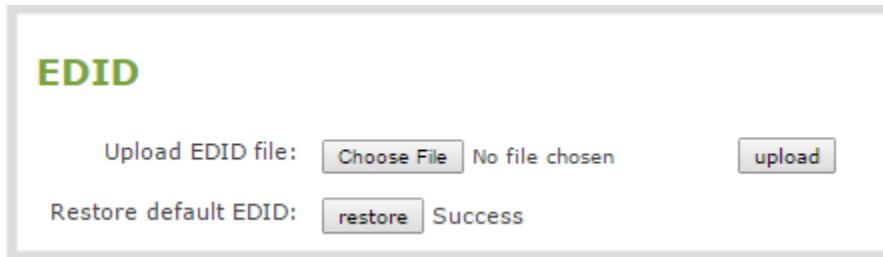 EDID
Upload EDID file: Choose File No file chosen upload
Restore default EDID: restore Success